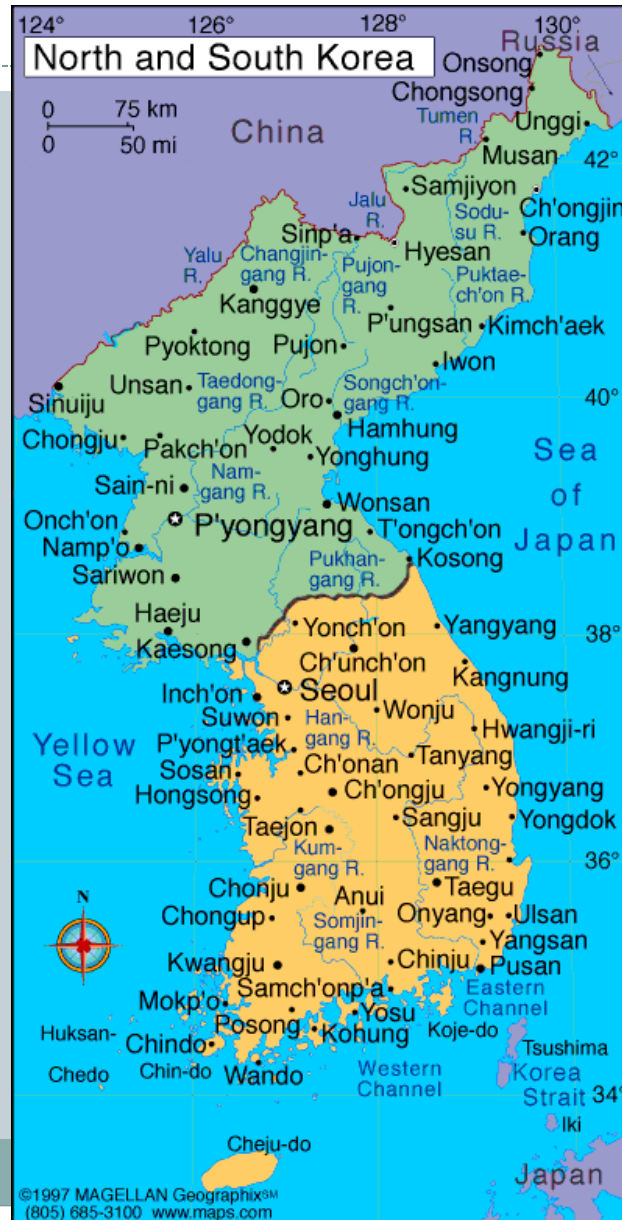 124° 126° 128° 130°
North and South Korea
Russia
Onsong
Chongsong
0 75 km
0 50 mi
China
Tumen
R.
Unggi
Musan
42°
Samjiyon
Jalu
R.
Sodu-
su R.
Ch'ongjin
Sinp'a
Orang
Yalu
R.
Changjin-
gang R.
Pujon-
gang
R.
Hyesan
Puktae-
ch'on R.
Kanggye
P'ungsan
Kimch'aek
Pyoktong
Pujon
Iwon
Unsan
Taedong-
gang R.
Songch'on-
gang R.
Sinuiju
Oro
40°
Hamhung
Chongju
Pakch'on
Yodok
Yonghung
Sea
of
Japan
Nam-
gang R.
Sain-ni
Wonsan
Onch'on
P'yongyang
T'ongch'on
Namp'o
Pukhan-
gang R.
Kosong
Sariwon
Haeju
Yonch'on
Yangyang
38°
Kaesong
Ch'unch'on
Kangnung
Seoul
Inch'on
Wonju
Suwon
Han-
gang R.
Hwangji-ri
Yellow
Sea
P'yongt'aek
Tanyang
Sosan
Ch'onan
Hongsong
Ch'ongju
Yongyang
Sangju
Yongdok
Taejon
Kum-
gang R.
Naktong-
gang R.
36°
Chonju
Anui
Taegu
N
Chongup
Somjin-
gang R.
Onyang
Ulsan
Yangsan
Kwangju
Chinju
Pusan
Samch'onp'a
Eastern
Channel
Mokp'o
Posong
Yosu
Koje-do
Huksan-
Chedo
Chindo
Kohung
Chin-do
Wando
Western
Channel
Tsushima
Korea
Strait
34°
Iki
Cheju-do
Japan
©1997 MAGELLAN Geographix℠
(805) 685-3100 www.maps.com